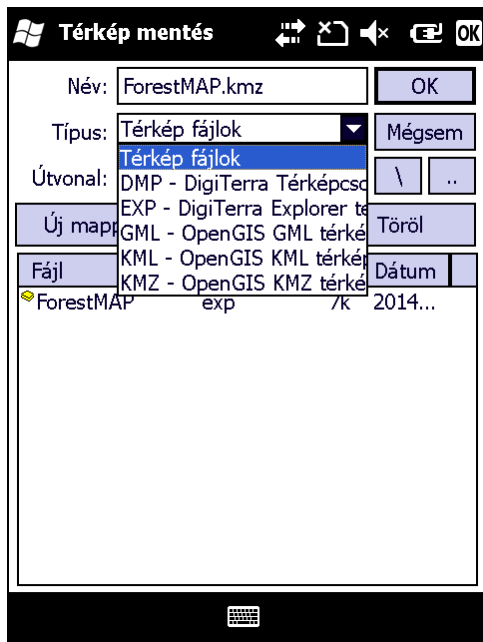 Térkép mentés OK
Név: ForestMAP.kmz OK
Típus: Térkép fájlok Mégsem
Térkép fájlok
Útvonal: DMP - DigiTerra Térképcso \ ..
EXP - DigiTerra Explorer te
Új mapp GML - OpenGIS GML térké Töröl
KML - OpenGIS KML térkép
Fájl KMZ - OpenGIS KMZ térké Dátum
ForestMAP exp 7k 2014...